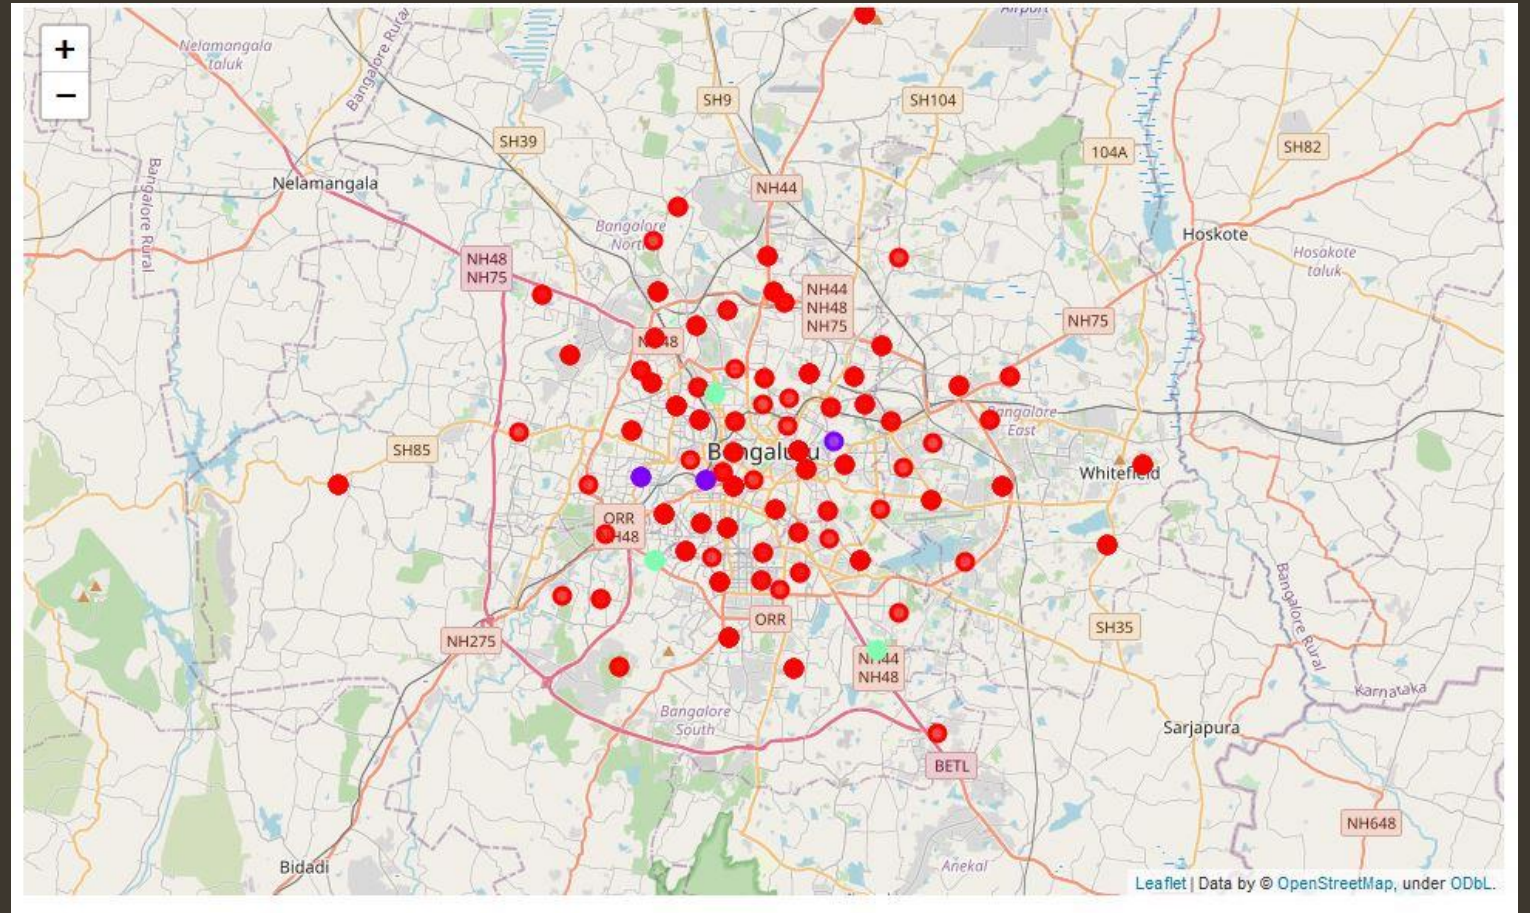 +
−
Nelamangala
taluk
Bangalore Rural
Airport
SH9
SH104
SH39
104A
SH82
Bangalore Rural
Nelamangala
NH44
Bangalore
North
Hoskote
Hosakote
taluk
NH48
NH75
NH44
NH48
NH75
NH75
NH48
Bangalore
East
SH85
Bengaluru
Whitefield
ORR
NH48
Bangalore Rural
ORR
SH35
NH275
NH44
NH48
Karnataka
Bangalore
South
Sarjapura
BETL
NH648
Bidadi
Anekal
Leaflet | Data by © OpenStreetMap, under ODbL.